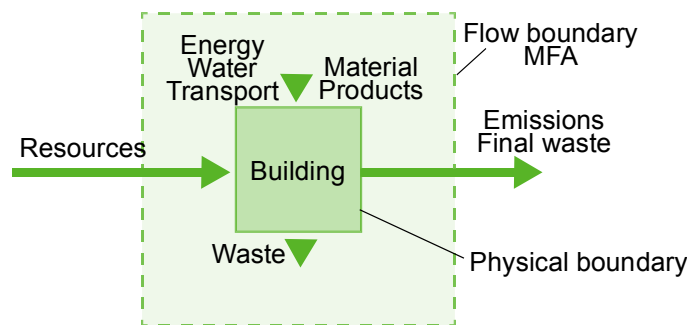 Energy
Water
Transport
Material
Products
Flow boundary
MFA
Resources
Building
Emissions
Final waste
Waste
Physical boundary